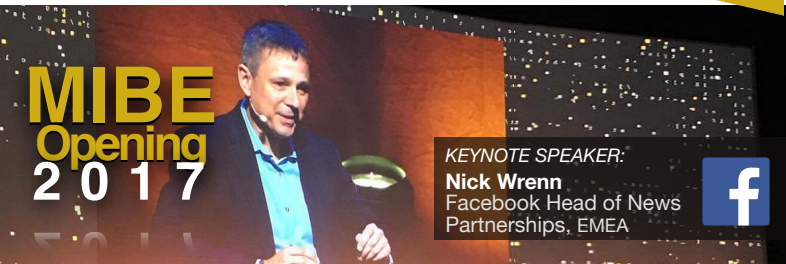 MIBE
Opening
2017
KEYNOTE SPEAKER:
Nick Wrenn
Facebook Head of News
Partnerships, EMEA
f